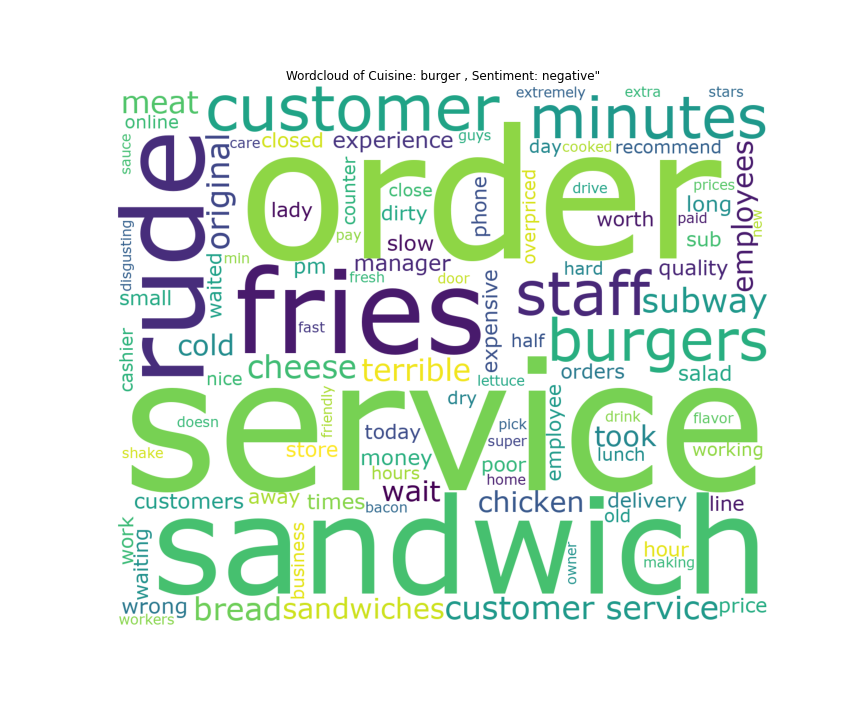 Wordcloud of Cuisine: burger , Sentiment: negative"
meat
customer
extremely
extra
stars
online
minutes
sauce
rude
original
care
closed
experience
guys
order
day
cooked
recommend
employees
counter
close
drive
prices
lady
dirty
phone
overpriced
worth
paid
long
new
pay
slow
sub
disgusting
waited
min
pm
manager
fresh
door
hard
quality
small
fries
fast
expensive
staff
subway
cashier
cold
half
burgers
nice
cheese
terrible
lettuce
orders
salad
service
doesn
friendly
dry
employee
drink
flavor
shake
store
today
pick
super
took
lunch
working
money
hours
poor
home
customers
away
times
wait
bacon
chicken
delivery
old
line
work
waiting
sandwich
business
owner
hour
making
wrong
workers
bread
sandwiches
customer service
price